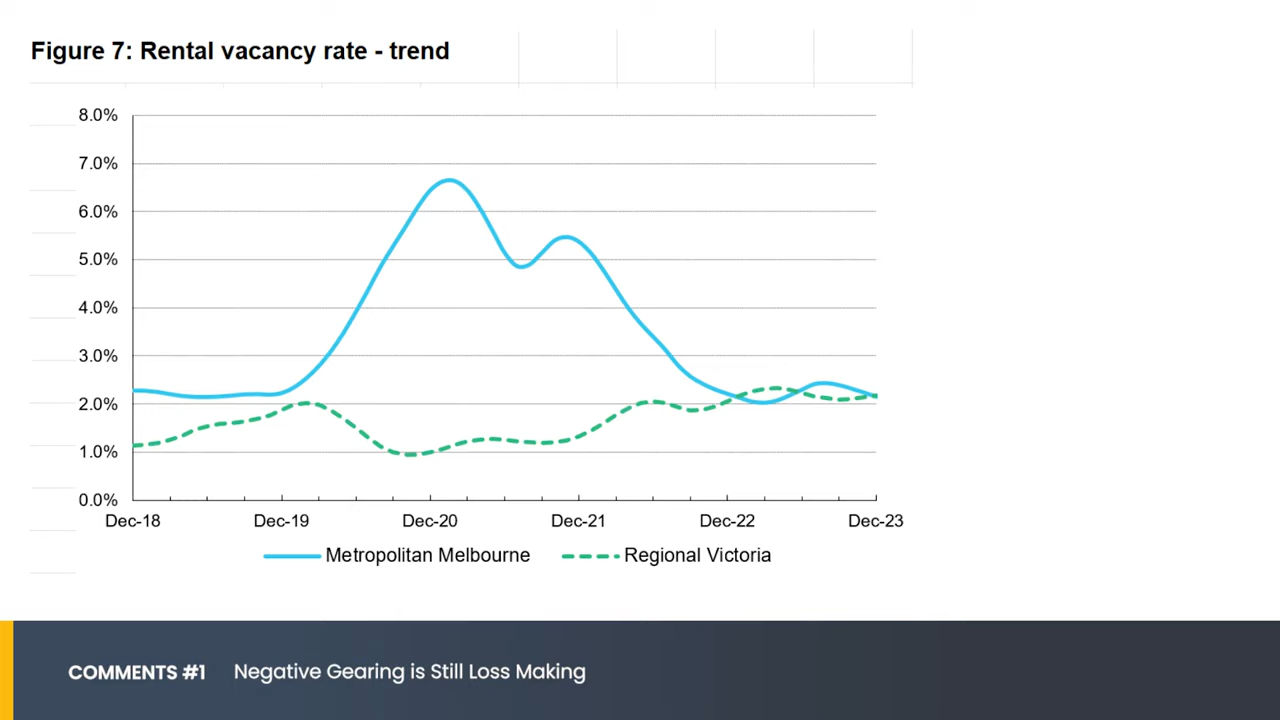 Figure 7: Rental vacancy rate - trend
8.0%
7.0%
6.0%
5.0%
4.0%
3.0%
2.0%
1.0%
0.0%
Dec-18 Dec-19 Dec-20 Dec-21 Dec-22 Dec-23
Metropolitan Melbourne Regional Victoria
COMMENTS #1 Negative Gearing is Still Loss Making